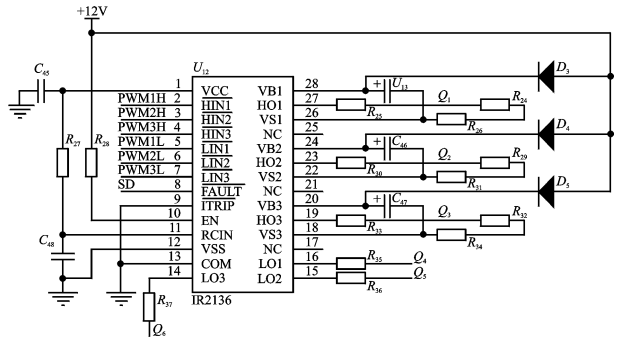 +12V
U12
C45
1 VCC VB1 28
U13
D3
PWM1H 2 HIN1 HO1 27
R25
Q1
R24
PWM2H 3 HIN2 VS1 26
R26
PWM3H 4 HIN3 NC 25
PWM1L 5 LIN1 VB2 24
C46
D4
R27
R28
PWM2L 6 LIN2 HO2 23
R30
Q2
R29
PWM3L 7 LIN3 VS2 22
R31
SD 8 FAULT NC 21
9 ITRIP VB3 20
C47
D5
10 EN HO3 19
R33
Q3
R32
11 RCIN VS3 18
R34
C48
12 VSS NC 17
13 COM LO1 16
R35
Q4
14 LO3 LO2 15
R36
Q5
R37
IR2136
Q6